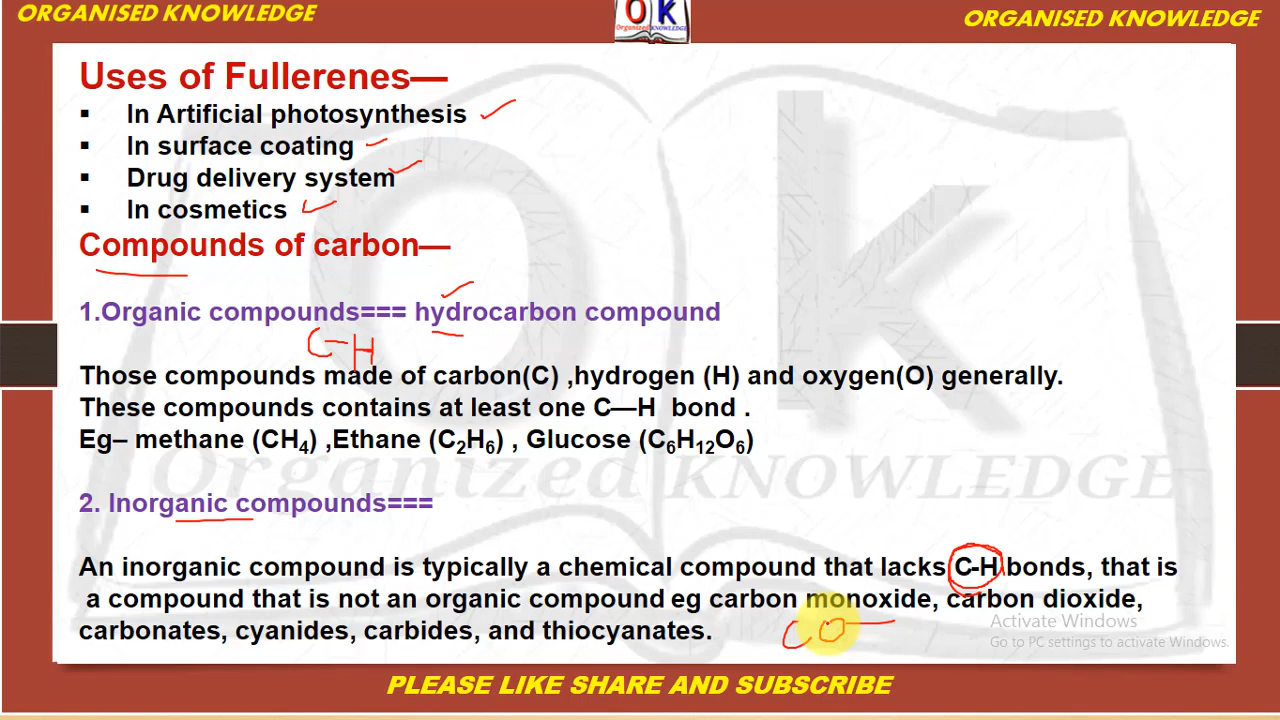 ORGANISED KNOWLEDGE
O K
Organized KNOWLEDGE
ORGANISED KNOWLEDGE
Uses of Fullerenes—
▪ In Artificial photosynthesis
▪ In surface coating
▪ Drug delivery system
▪ In cosmetics
Compounds of carbon—
1.Organic compounds=== hydrocarbon compound
C-H
Those compounds made of carbon(C) ,hydrogen (H) and oxygen(O) generally.
These compounds contains at least one C—H bond .
Eg– methane (CH₄) ,Ethane (C₂H₆) , Glucose (C₆H₁₂O₆)
Organized KNOWLEDGE
2. Inorganic compounds===
An inorganic compound is typically a chemical compound that lacks C-H bonds, that is
a compound that is not an organic compound eg carbon monoxide, carbon dioxide,
carbonates, cyanides, carbides, and thiocyanates.
CO
Activate Windows
Go to PC settings to activate Windows.
PLEASE LIKE SHARE AND SUBSCRIBE